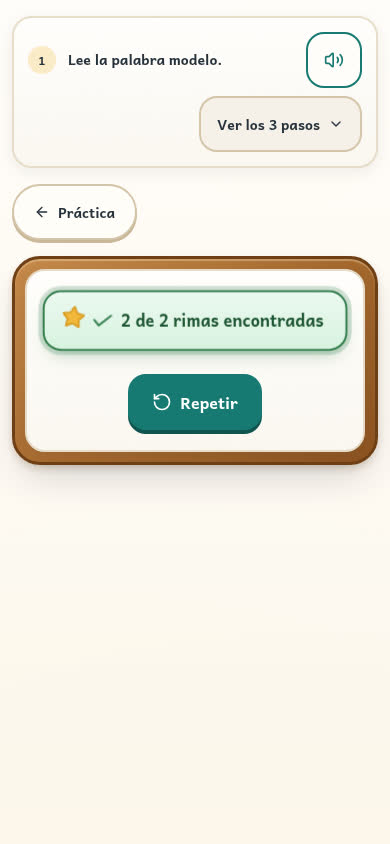 1 Lee la palabra modelo.
Ver los 3 pasos
Práctica
2 de 2 rimas encontradas
Repetir